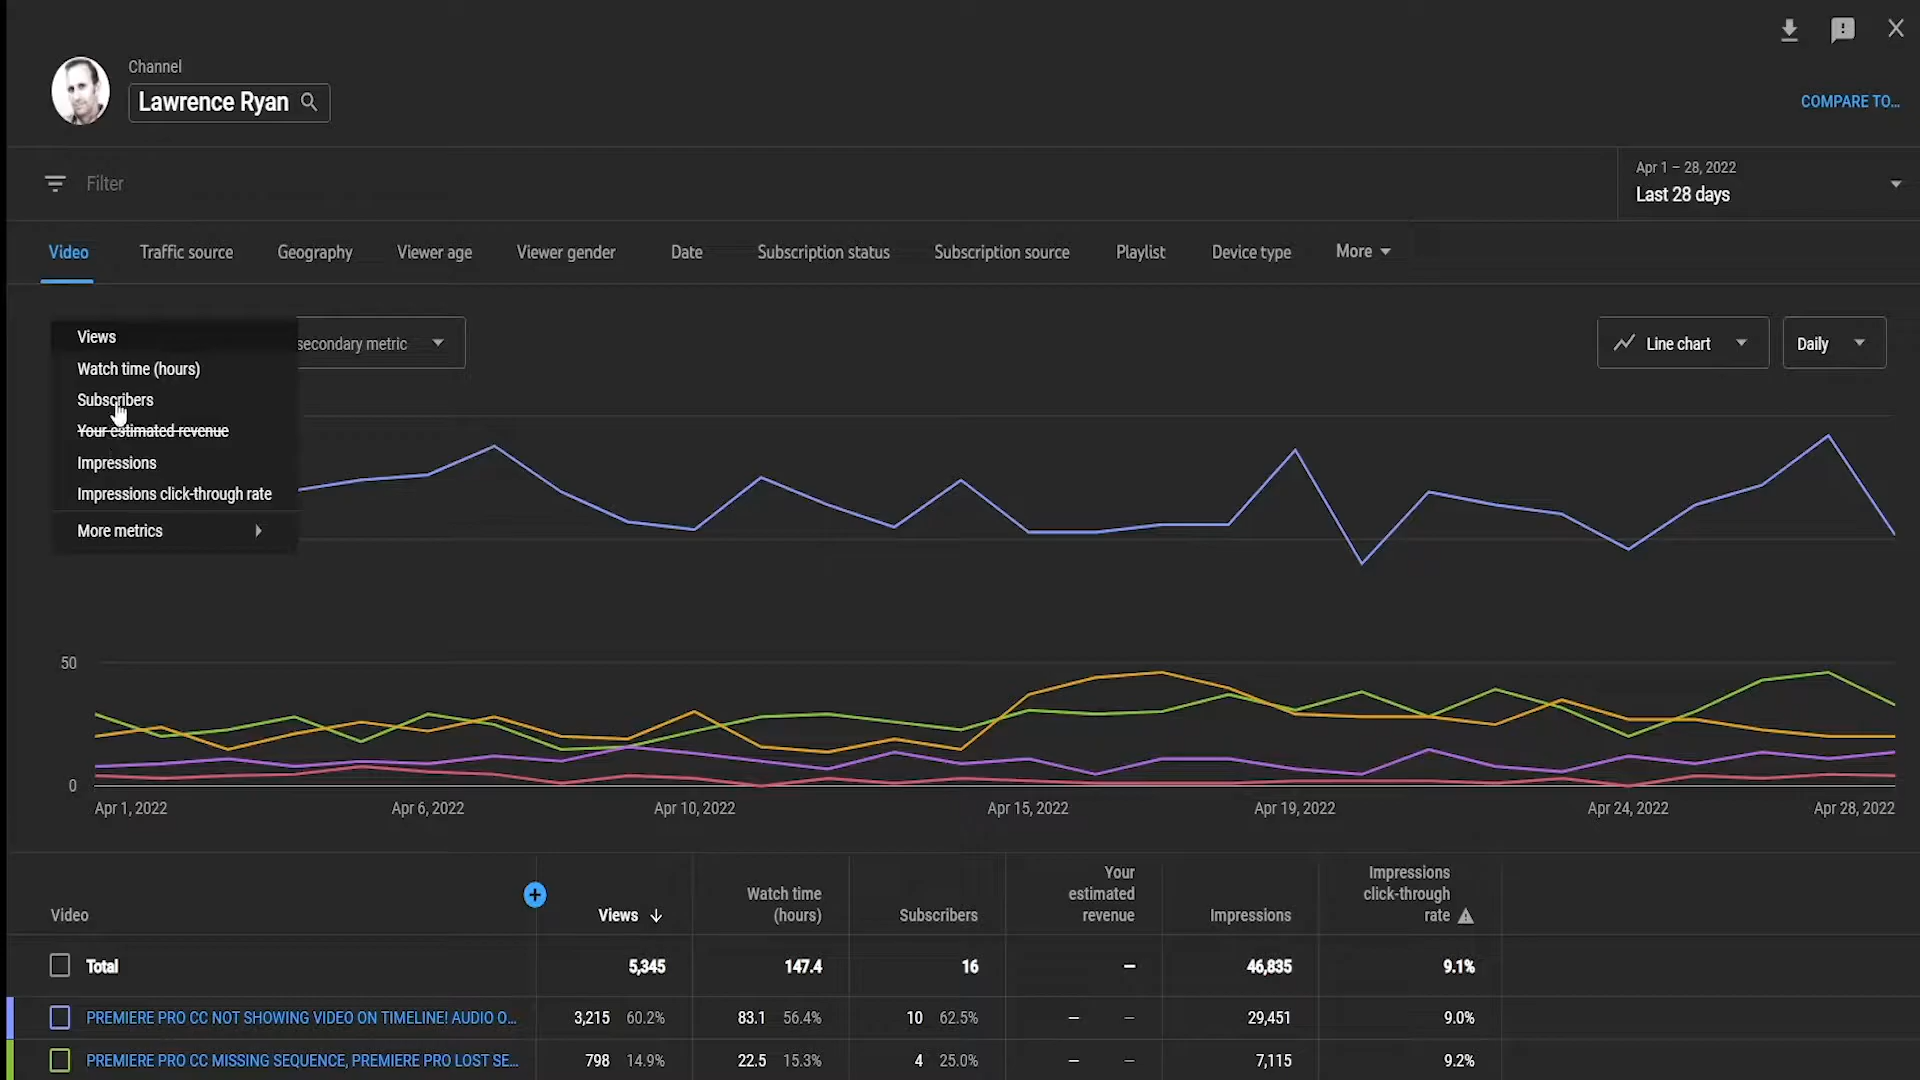 Channel
Lawrence Ryan
COMPARE TO...
Filter
Apr 1 – 28, 2022
Last 28 days
Video Traffic source Geography Viewer age Viewer gender Date Subscription status Subscription source Playlist Device type More
Views
Watch time (hours)
Subscribers
Your estimated revenue
Impressions
Impressions click-through rate
More metrics
secondary metric
Line chart
Daily
50
0
Apr 1, 2022 Apr 6, 2022 Apr 10, 2022 Apr 15, 2022 Apr 19, 2022 Apr 24, 2022 Apr 28, 2022
Video
Views
Watch time
(hours)
Subscribers
Your
estimated
revenue
Impressions
Impressions
click-through
rate
Total 5,345 147.4 16 — 46,835 9.1%
PREMIERE PRO CC NOT SHOWING VIDEO ON TIMELINE! AUDIO O... 3,215 60.2% 83.1 56.4% 10 62.5% — — 29,451 9.0%
PREMIERE PRO CC MISSING SEQUENCE, PREMIERE PRO LOST SE... 798 14.9% 22.5 15.3% 4 25.0% — — 7,115 9.2%